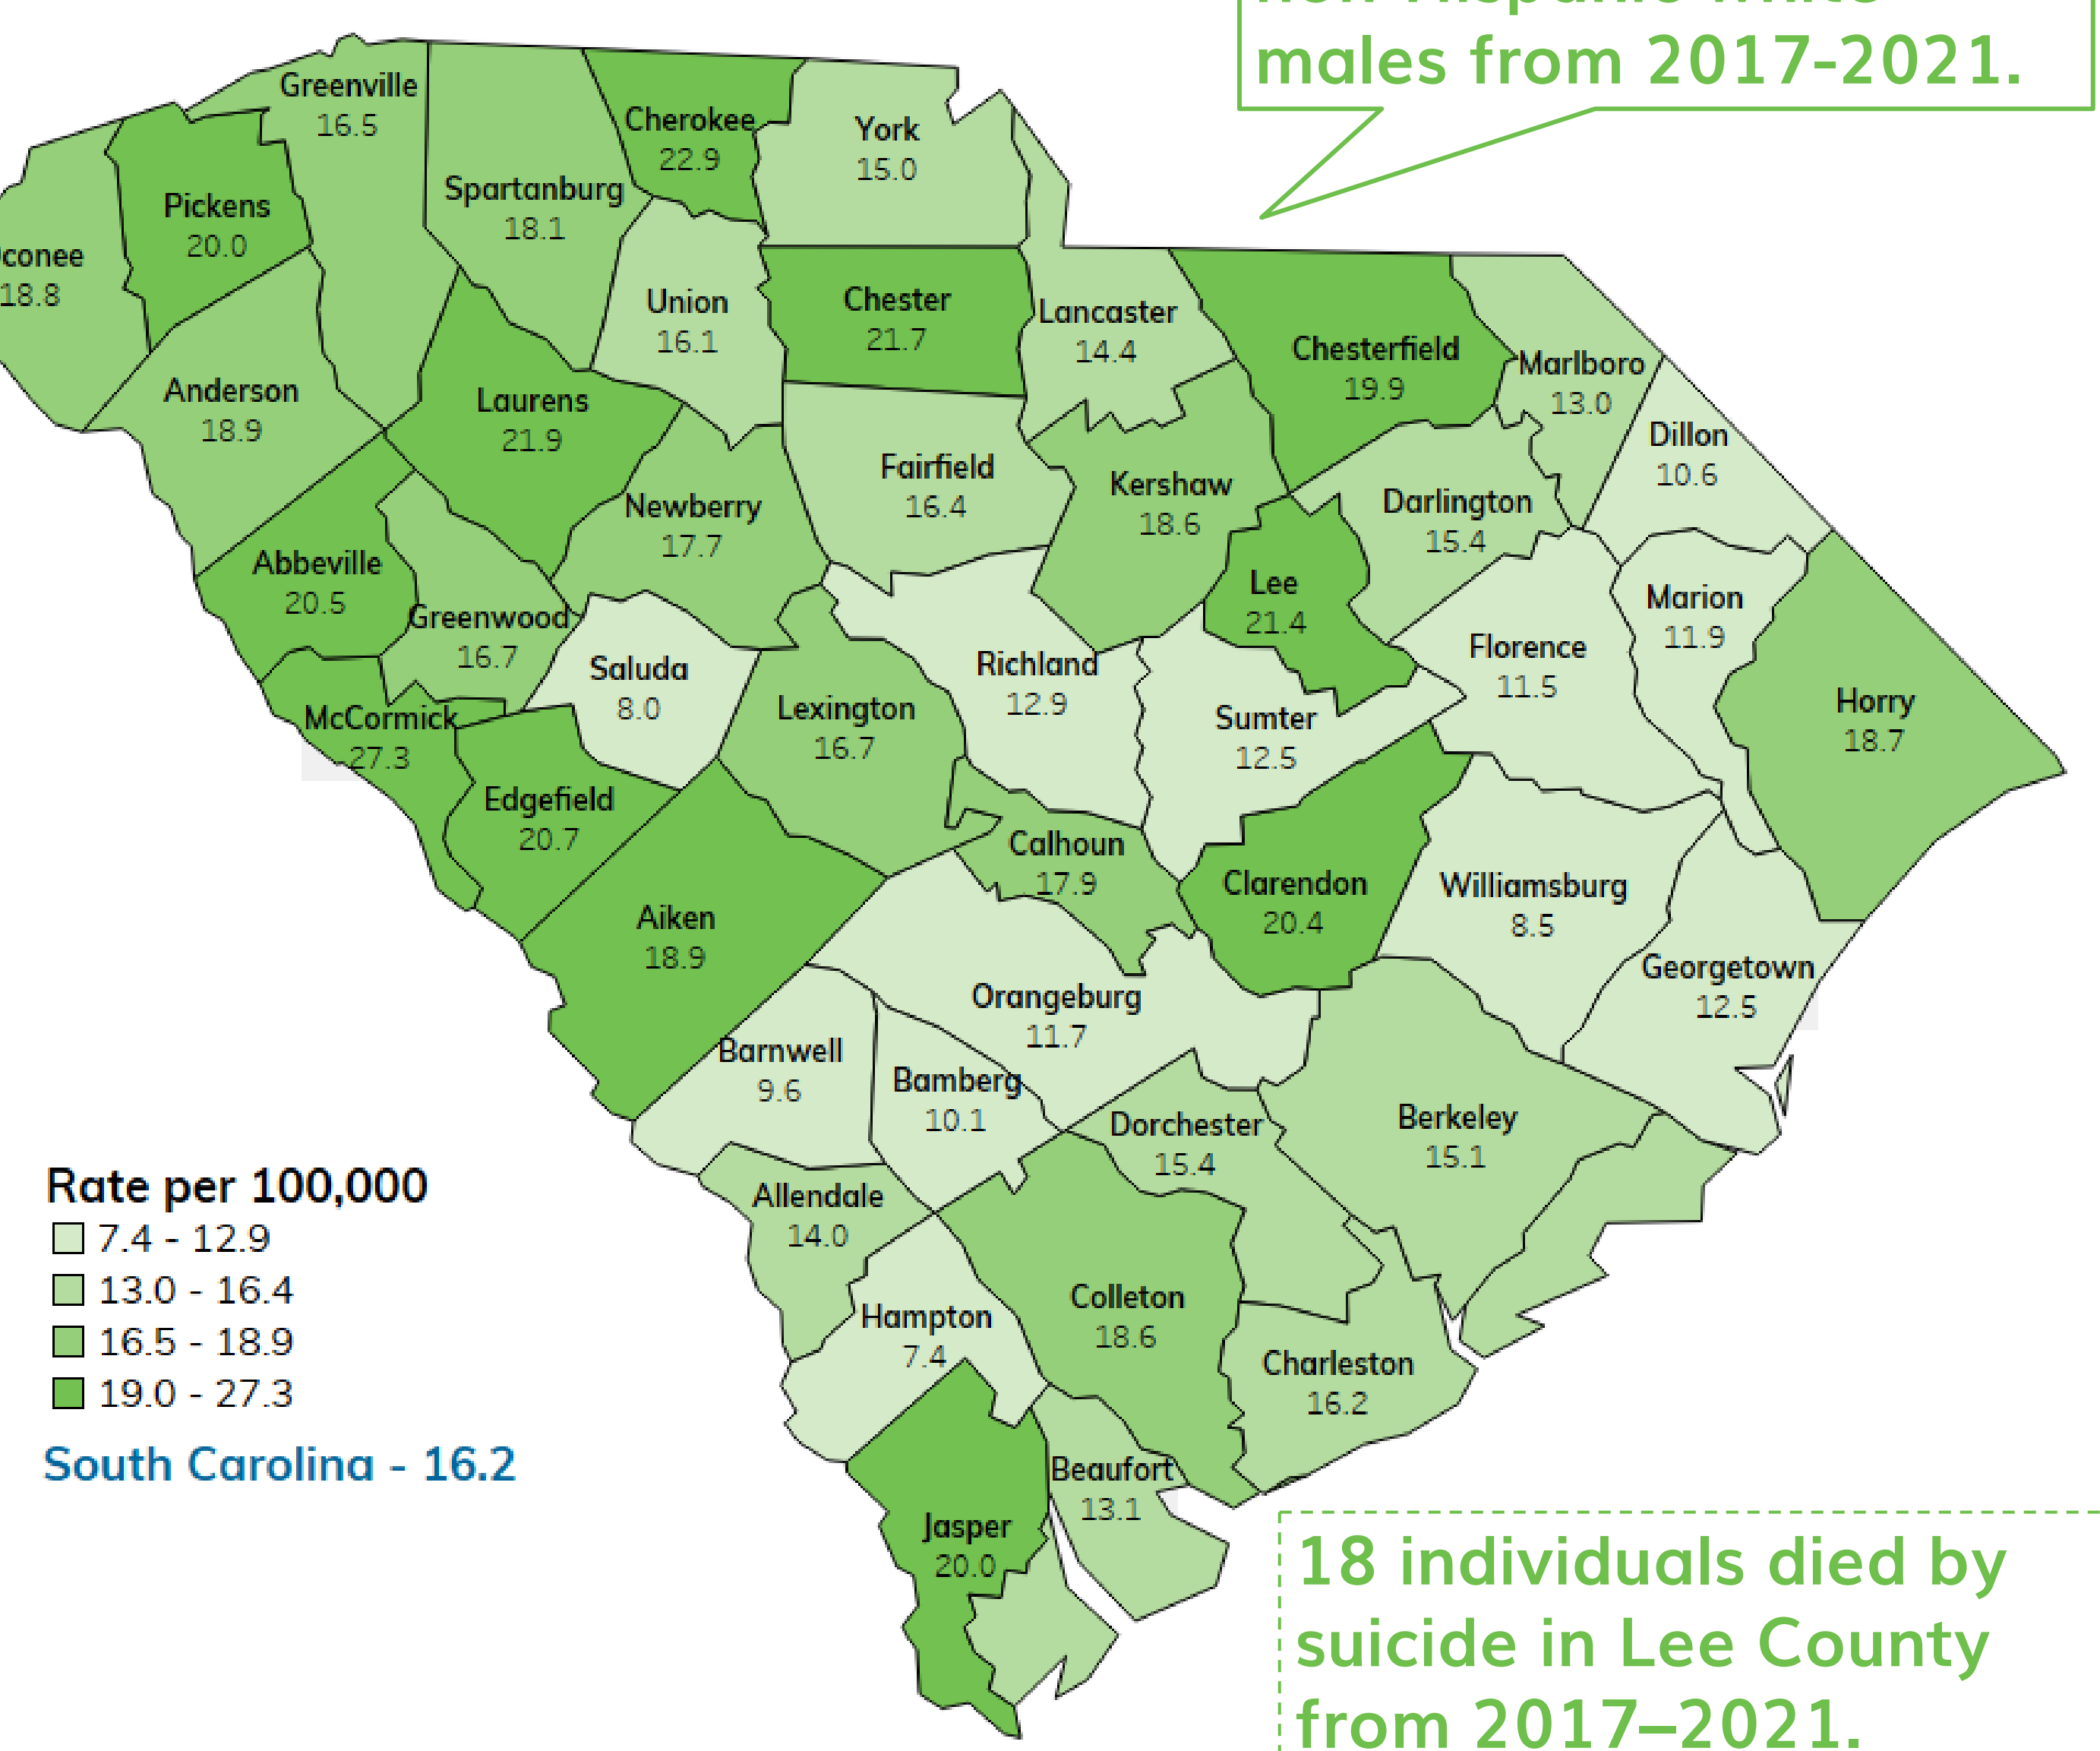 males from 2017-2021.
Greenville
16.5
Cherokee
22.9
York
15.0
Spartanburg
18.1
Pickens
20.0
conee
18.8
Union
16.1
Chester
21.7
Lancaster
14.4
Chesterfield
19.9
Marlboro
13.0
Anderson
18.9
Laurens
21.9
Dillon
10.6
Fairfield
16.4
Kershaw
18.6
Darlington
15.4
Newberry
17.7
Abbeville
20.5
Lee
21.4
Marion
11.9
Greenwood
16.7
Florence
11.5
Saluda
8.0
Richland
12.9
Horry
18.7
McCormick
27.3
Lexington
16.7
Sumter
12.5
Edgefield
20.7
Calhoun
17.9
Clarendon
20.4
Williamsburg
8.5
Aiken
18.9
Georgetown
12.5
Orangeburg
11.7
Barnwell
9.6
Bamberg
10.1
Dorchester
15.4
Berkeley
15.1
Allendale
14.0
Colleton
18.6
Hampton
7.4
Charleston
16.2
Beaufort
13.1
Jasper
20.0
Rate per 100,000
7.4 - 12.9
13.0 - 16.4
16.5 - 18.9
19.0 - 27.3
South Carolina - 16.2
18 individuals died by
suicide in Lee County
from 2017–2021.